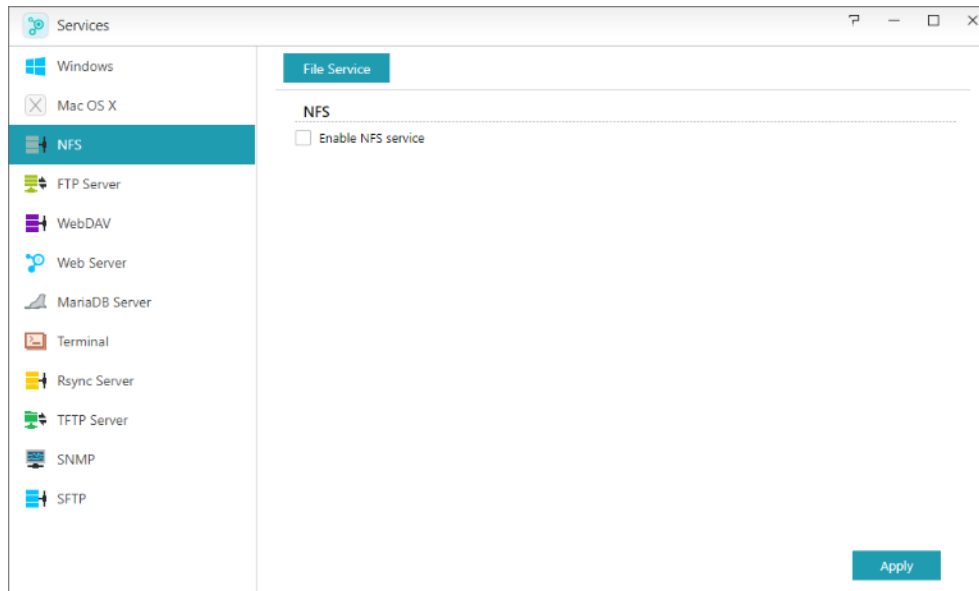 Services
Windows
Mac OS X
NFS
FTP Server
WebDAV
Web Server
MariaDB Server
Terminal
Rsync Server
TFTP Server
SNMP
SFTP
File Service
NFS
Enable NFS service
Apply